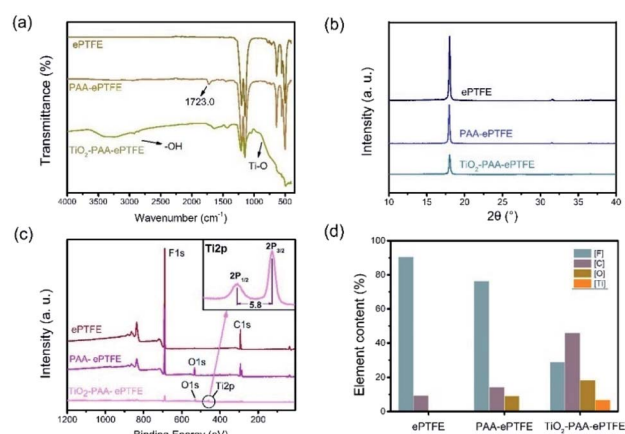 (a)
Transmittance (%)
ePTFE
PAA-ePTFE
1723.0
TiO2-PAA-ePTFE
-OH
Ti-O
4000 3500 3000 2500 2000 1500 1000 500
Wavenumber (cm-1)
(b)
Intensity (a. u.)
ePTFE
PAA-ePTFE
TiO2-PAA-ePTFE
10 15 20 25 30 35 40
2θ (°)
(c)
Intensity (a. u.)
F1s
Ti2p
2P3/2
2P1/2
5.8
ePTFE
C1s
PAA- ePTFE
O1s
TiO2-PAA- ePTFE
O1s
Ti2p
1200 1000 800 600 400 200
Binding Energy (eV)
(d)
Element content (%)
100
80
60
40
20
0
[F]
[C]
[O]
[Ti]
ePTFE PAA-ePTFE TiO2-PAA-ePTFE